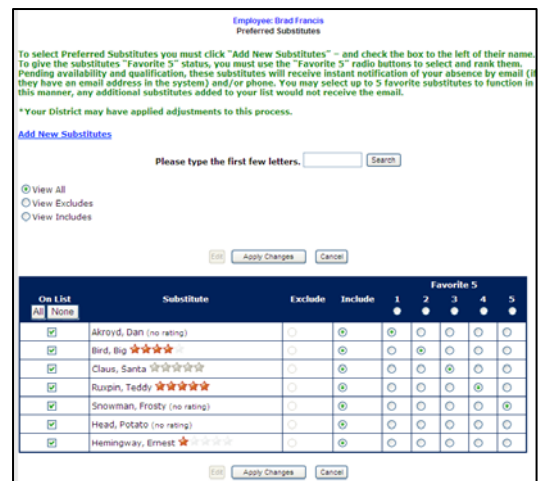 Employee: Brad Francis
Preferred Substitutes
To select Preferred Substitutes you must click "Add New Substitutes" – and check the box to the left of their name.
To give the substitutes "Favorite 5" status, you must use the "Favorite 5" radio buttons to select and rank them.
Pending availability and qualification, these substitutes will receive instant notification of your absence by email (if
they have an email address in the system) and/or phone. You may select up to 5 favorite substitutes to function in
this manner, any additional substitutes added to your list would not receive the email.
*Your District may have applied adjustments to this process.
Add New Substitutes
Please type the first few letters. Search
View All
View Excludes
View Includes
Edit Apply Changes Cancel
Favorite 5
On List Substitute Exclude Include 1 2 3 4 5
All None
Akroyd, Dan (no rating)
Bird, Big
Claus, Santa
Ruxpin, Teddy
Snowman, Frosty (no rating)
Head, Potato (no rating)
Hemingway, Ernest
Edit Apply Changes Cancel